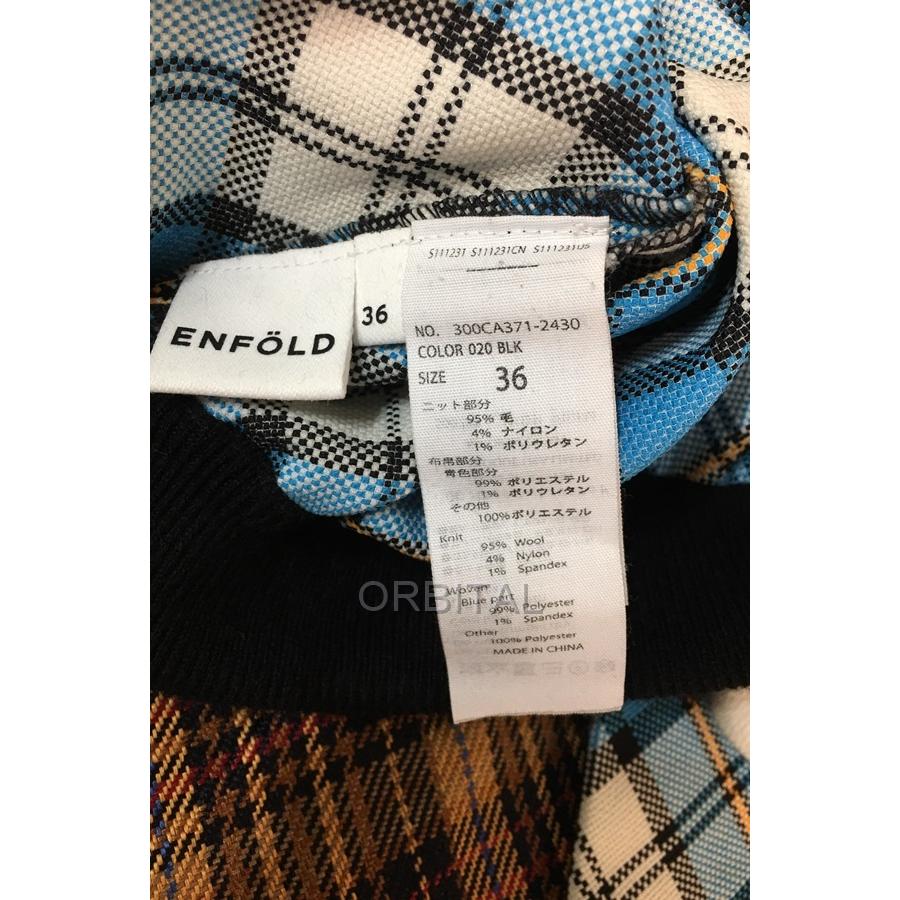 ENFÖLD
36
S111231 S111231CN S111231US
NO. 300CA371-2430
COLOR 020 BLK
SIZE 36
ニット部分
95% 毛
4% ナイロン
1% ポリウレタン
布帛部分
青色部分
99% ポリエステル
1% ポリウレタン
その他
100% ポリエステル
Knit
95% Wool
4% Nylon
1% Spandex
Woven
Blue part
99% Polyester
1% Spandex
Other
100% Polyester
MADE IN CHINA
ORBITAL